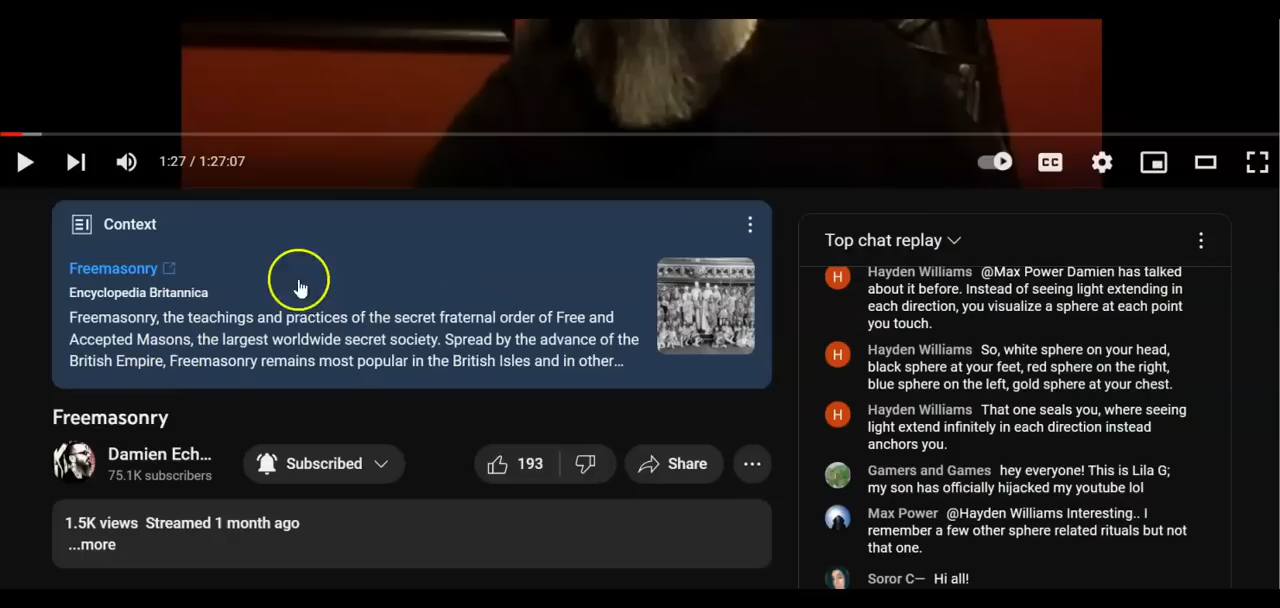 1:27 / 1:27:07
CC
Context
Freemasonry
Encyclopedia Britannica
Freemasonry, the teachings and practices of the secret fraternal order of Free and
Accepted Masons, the largest worldwide secret society. Spread by the advance of the
British Empire, Freemasonry remains most popular in the British Isles and in other...
Freemasonry
Damien Ech...
75.1K subscribers
Subscribed
193
Share
1.5K views Streamed 1 month ago
...more
Top chat replay
H
Hayden Williams @Max Power Damien has talked
about it before. Instead of seeing light extending in
each direction, you visualize a sphere at each point
you touch.
H
Hayden Williams So, white sphere on your head,
black sphere at your feet, red sphere on the right,
blue sphere on the left, gold sphere at your chest.
H
Hayden Williams That one seals you, where seeing
light extend infinitely in each direction instead
anchors you.
Gamers and Games hey everyone! This is Lila G;
my son has officially hijacked my youtube lol
Max Power @Hayden Williams Interesting.. I
remember a few other sphere related rituals but not
that one.
Soror C— Hi all!